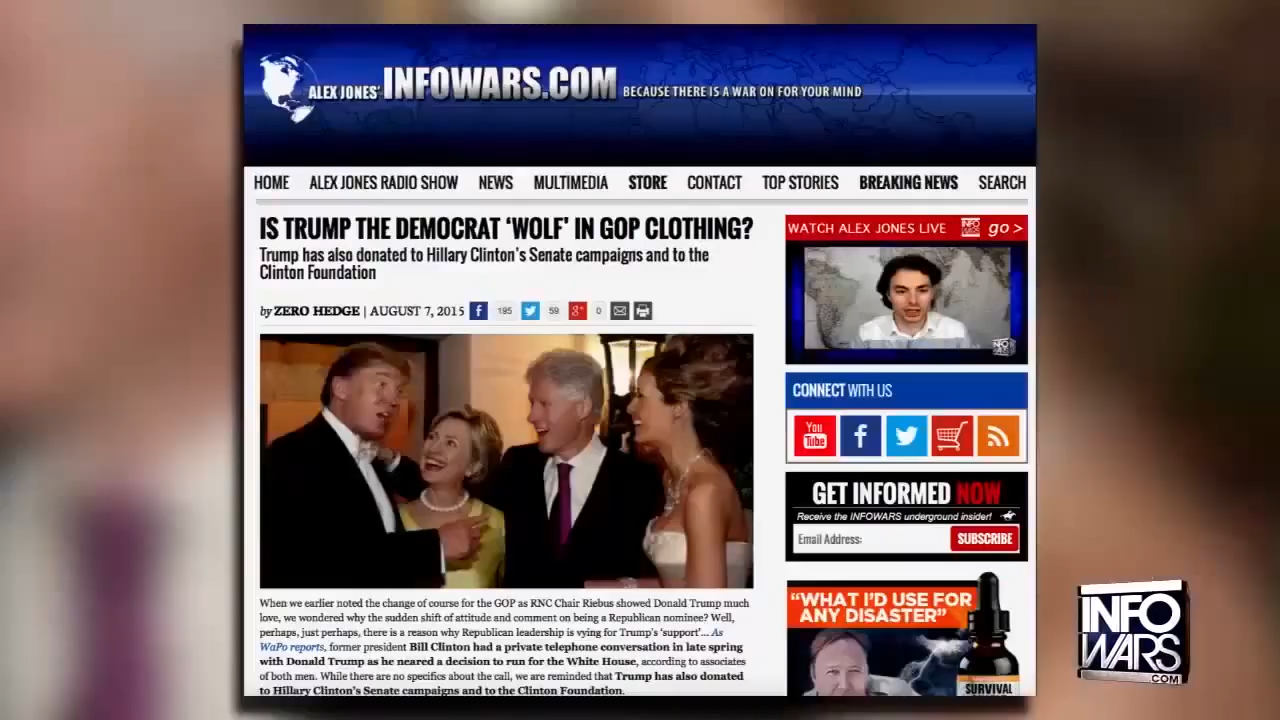 ALEX JONES' INFOWARS.COM BECAUSE THERE IS A WAR ON FOR YOUR MIND
HOME ALEX JONES RADIO SHOW NEWS MULTIMEDIA STORE CONTACT TOP STORIES BREAKING NEWS SEARCH
IS TRUMP THE DEMOCRAT ‘WOLF’ IN GOP CLOTHING?
Trump has also donated to Hillary Clinton's Senate campaigns and to the
Clinton Foundation
by ZERO HEDGE | AUGUST 7, 2015 f 185 59 g+ 0
When we earlier noted the change of course for the GOP as RNC Chair Riebus showed Donald Trump much
love, we wondered why the sudden shift of attitude and comment on being a Republican nominee? Well,
perhaps, just perhaps, there is a reason why Republican leadership is vying for Trump's ‘support’... As
WaPo reports, former president Bill Clinton had a private telephone conversation in late spring
with Donald Trump as he neared a decision to run for the White House, according to associates
of both men. While there are no specifics about the call, we are reminded that Trump has also donated
to Hillary Clinton's Senate campaigns and to the Clinton Foundation.
WATCH ALEX JONES LIVE INFO WARS go >
INFO WARS
CONNECT WITH US
You Tube f
GET INFORMED NOW
Receive the INFOWARS underground insider!
Email Address: SUBSCRIBE
“WHAT I'D USE FOR
ANY DISASTER”
SURVIVAL
INFO
WARS
.COM